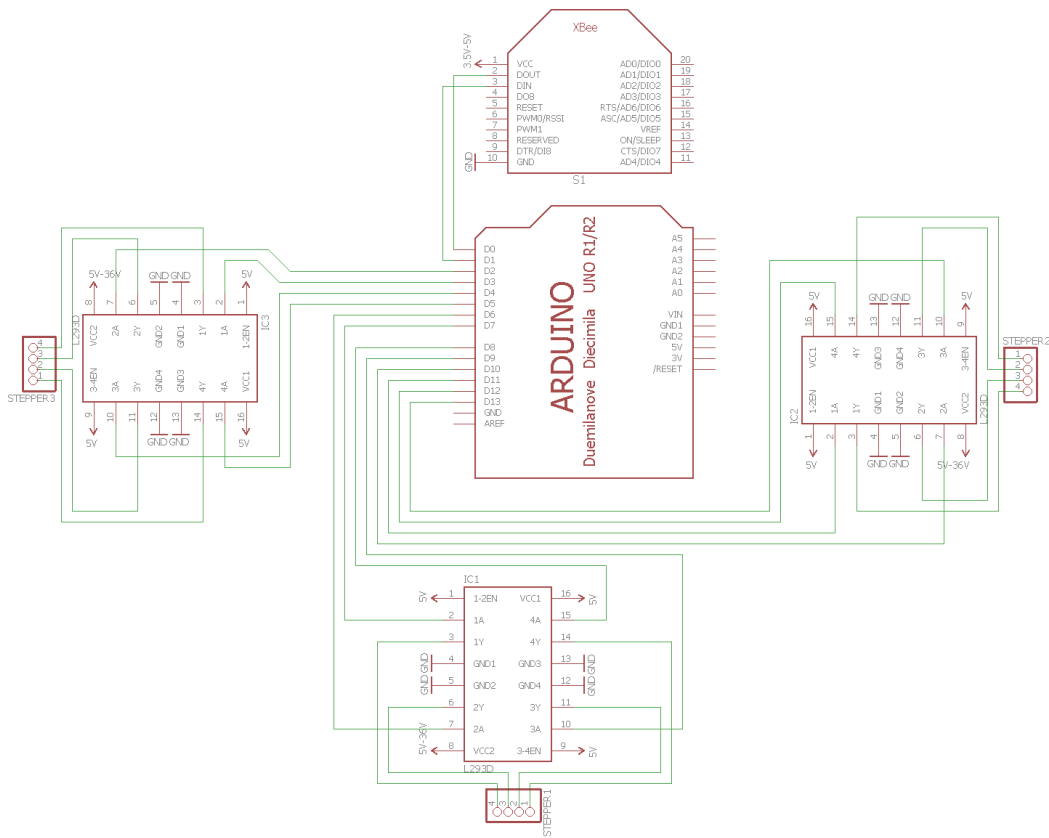 XBee
3.5V-5V
1 VCC AD0/DIO0 20
2 DOUT AD1/DIO1 19
3 DIN AD2/DIO2 18
4 DO8 AD3/DIO3 17
5 RESET RTS/AD6/DIO6 16
6 PWM0/RSSI ASC/AD5/DIO5 15
7 PWM1 VREF 14
8 RESERVED ON/SLEEP 13
9 DTR/DI8 CTS/DIO7 12
10 GND AD4/DIO4 11
GND
S1
ARDUINO
Duemilanove Diecimila UNO R1/R2
D0 A5
D1 A4
D2 A3
D3 A2
D4 A1
D5 A0
D6 VIN
D7 GND1
GND2
D8 5V
D9 3V
D10 /RESET
D11
D12
D13
GND
AREF
5V-36V GND GND 5V
8 7 6 5 4 3 2 1
VCC2 2A 2Y GND2 GND1 1Y 1A 1-2EN
L293D
IC3
3-4EN 3A 3Y GND4 GND3 4Y 4A VCC1
9 10 11 12 13 14 15 16
5V GND GND 5V
4
3
2
1
STEPPER3
5V GND GND 5V
16 15 14 13 12 11 10 9
VCC1 4A 4Y GND3 GND4 3Y 3A 3-4EN
IC2
L293D
1-2EN 1A 1Y GND1 GND2 2Y 2A VCC2
1 2 3 4 5 6 7 8
5V GND GND 5V-36V
STEPPER2
1
2
3
4
IC1
5V 1 1-2EN VCC1 16 5V
2 1A 4A 15
3 1Y 4Y 14
GND 4 GND1 GND3 13 GND
GND 5 GND2 GND4 12 GND
6 2Y 3Y 11
7 2A 3A 10
5V-36V 8 VCC2 3-4EN 9 5V
L293D
4 3 2 1
STEPPER1